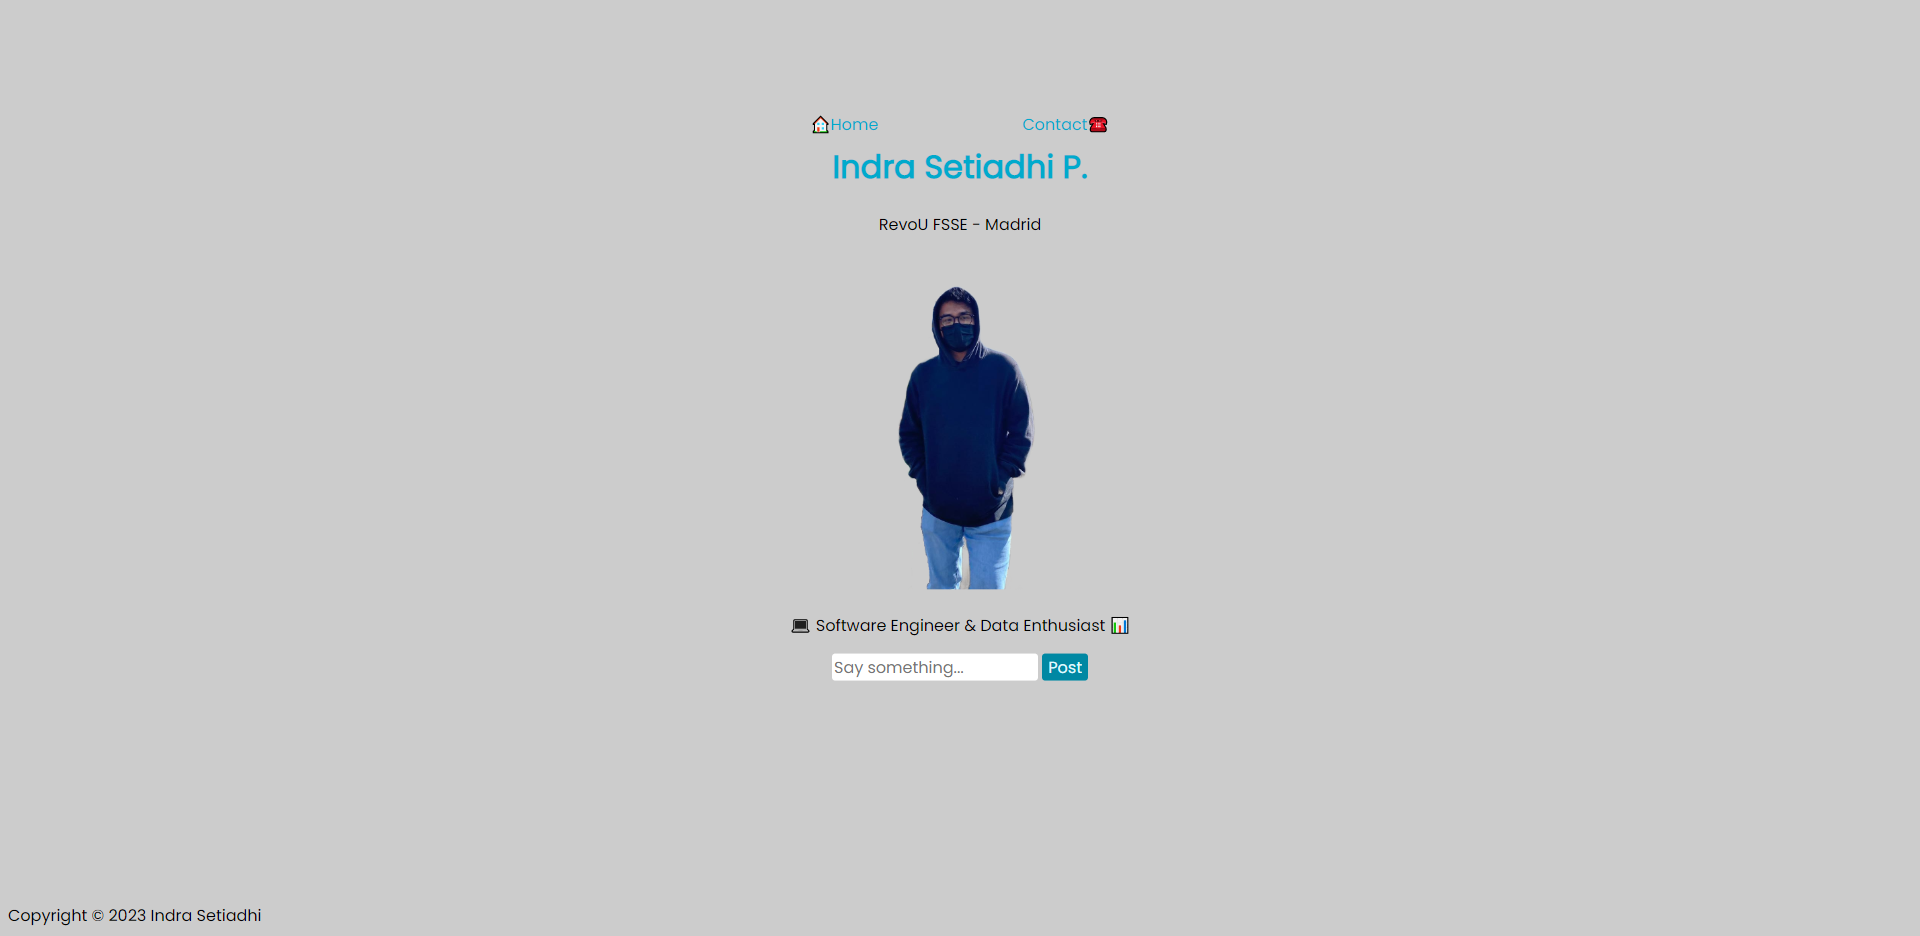 🏠Home Contact☎️
Indra Setiadhi P.
RevoU FSSE - Madrid
💻 Software Engineer & Data Enthusiast 📊
Say something... Post
Copyright © 2023 Indra Setiadhi